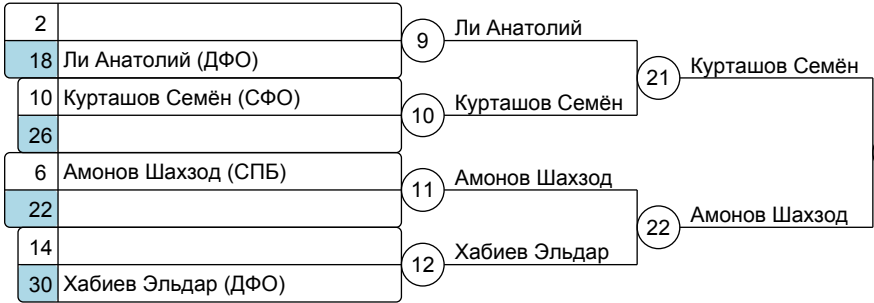 2
9 Ли Анатолий
18 Ли Анатолий (ДФО)
21 Курташов Семён
10 Курташов Семён (СФО)
10 Курташов Семён
26
6 Амонов Шахзод (СПБ)
11 Амонов Шахзод
22
22 Амонов Шахзод
14
12 Хабиев Эльдар
30 Хабиев Эльдар (ДФО)